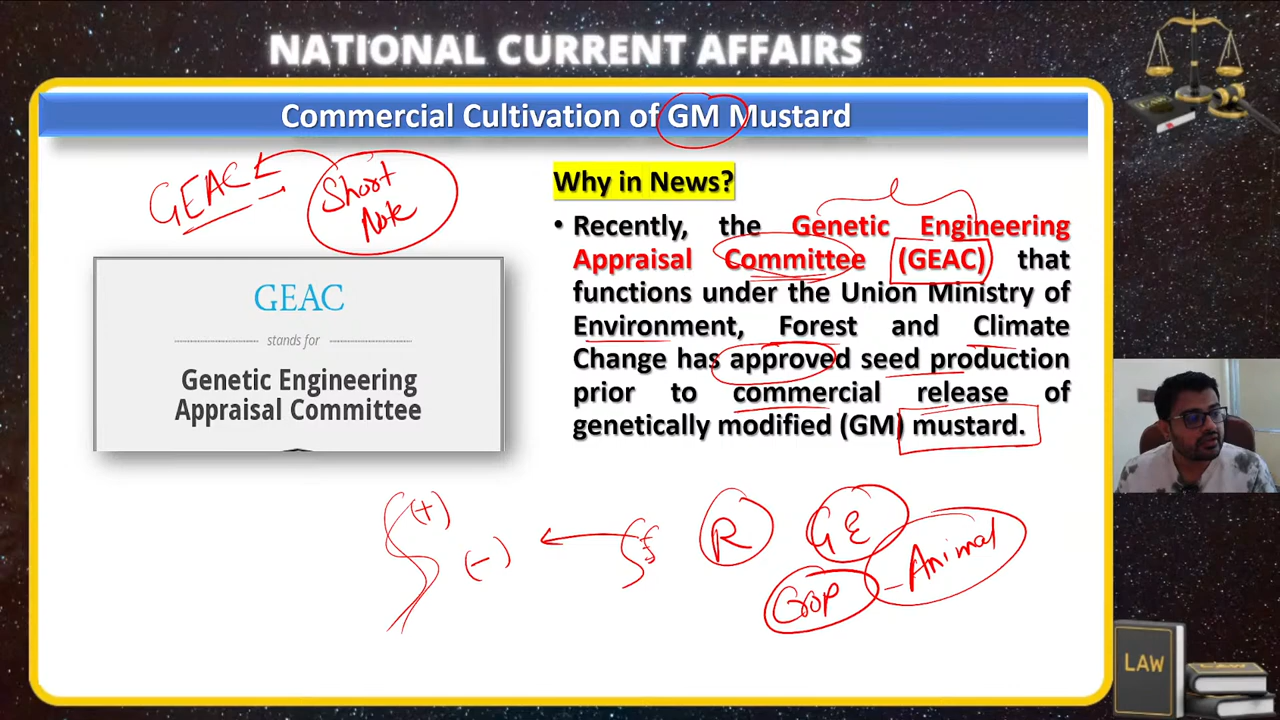 NATIONAL CURRENT AFFAIRS
Commercial Cultivation of GM Mustard
GEAC
Short
Note
GEAC
stands for
Genetic Engineering
Appraisal Committee
Why in News?
• Recently, the Genetic Engineering
Appraisal Committee (GEAC) that
functions under the Union Ministry of
Environment, Forest and Climate
Change has approved seed production
prior to commercial release of
genetically modified (GM) mustard.
(+)
(-)
R
GE
Crop
Animal
LAW